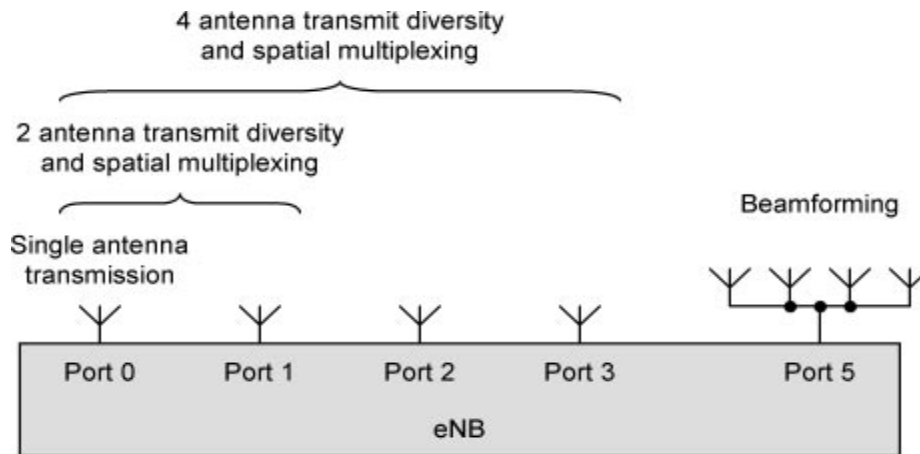 4 antenna transmit diversity
and spatial multiplexing
2 antenna transmit diversity
and spatial multiplexing
Beamforming
Single antenna
transmission
Port 0
Port 1
Port 2
Port 3
Port 5
eNB